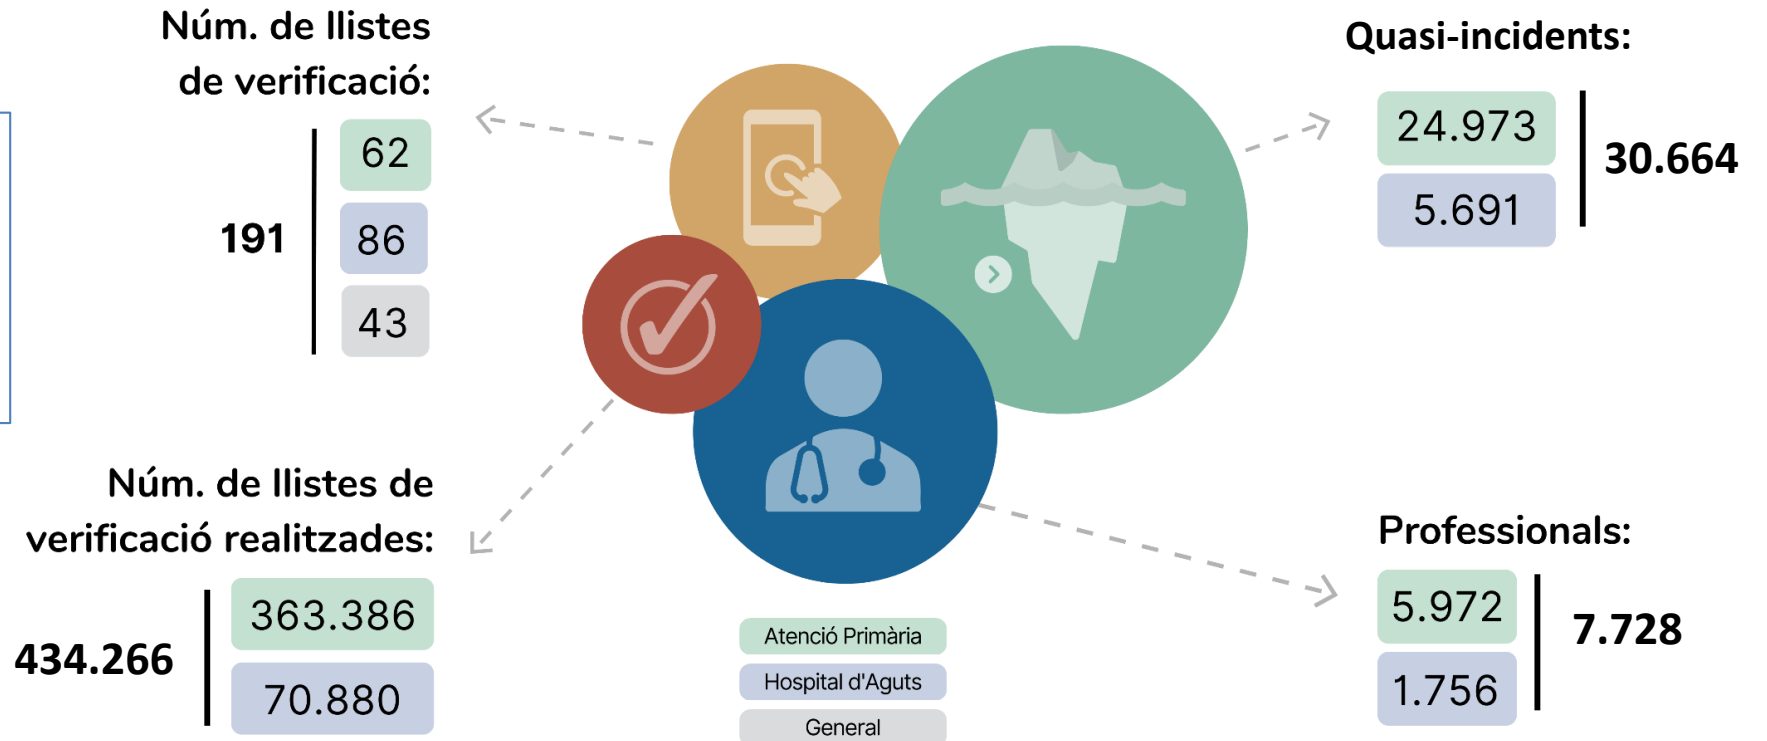 Núm. de llistes
de verificació:
191
62
86
43
Quasi-incidents:
24.973
5.691
30.664
Núm. de llistes de
verificació realitzades:
434.266
363.386
70.880
Atenció Primària
Hospital d'Aguts
General
Professionals:
5.972
1.756
7.728